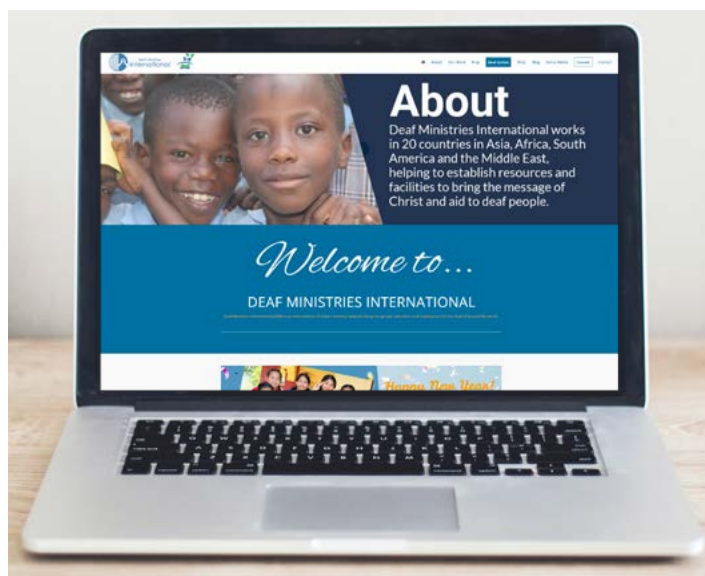 international
About
Deaf Ministries International works
in 20 countries in Asia, Africa, South
America and the Middle East,
helping to establish resources and
facilities to bring the message of
Christ and aid to deaf people.
Welcome to...
DEAF MINISTRIES INTERNATIONAL
Happy New Year!